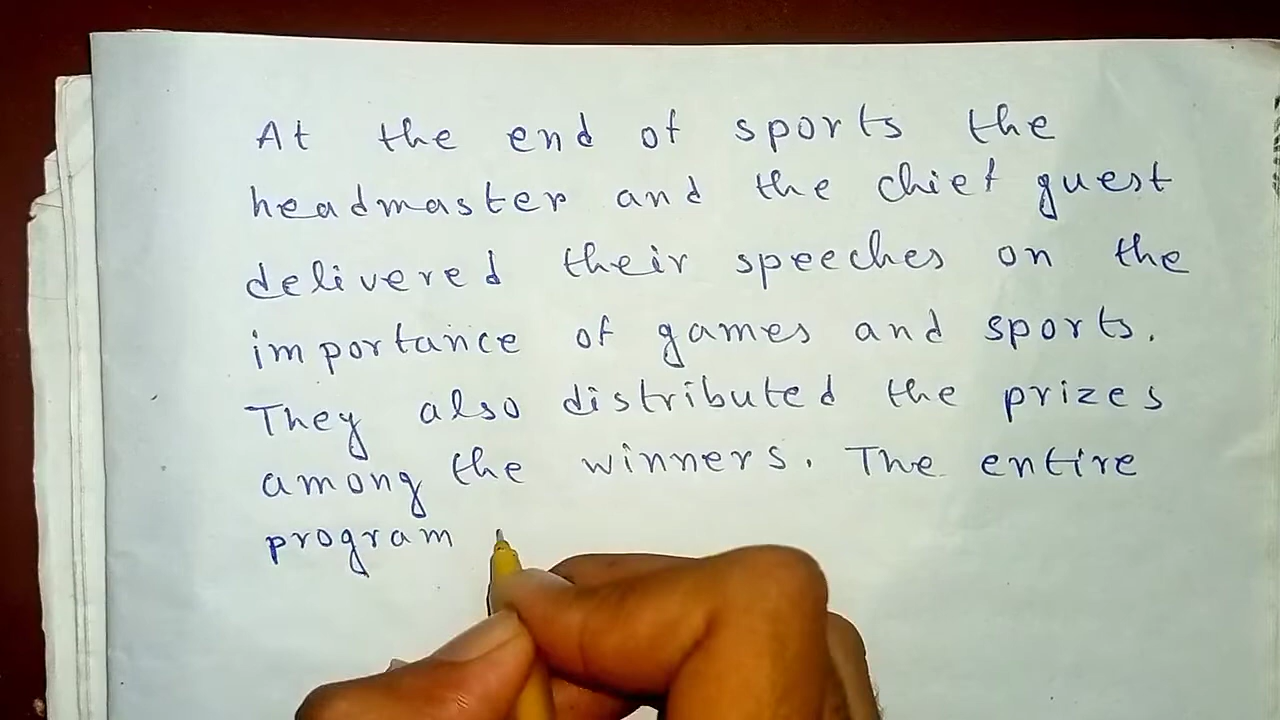 At the end of sports the
headmaster and the chief guest
delivered their speeches on the
importance of games and sports.
They also distributed the prizes
among the winners. The entire
program